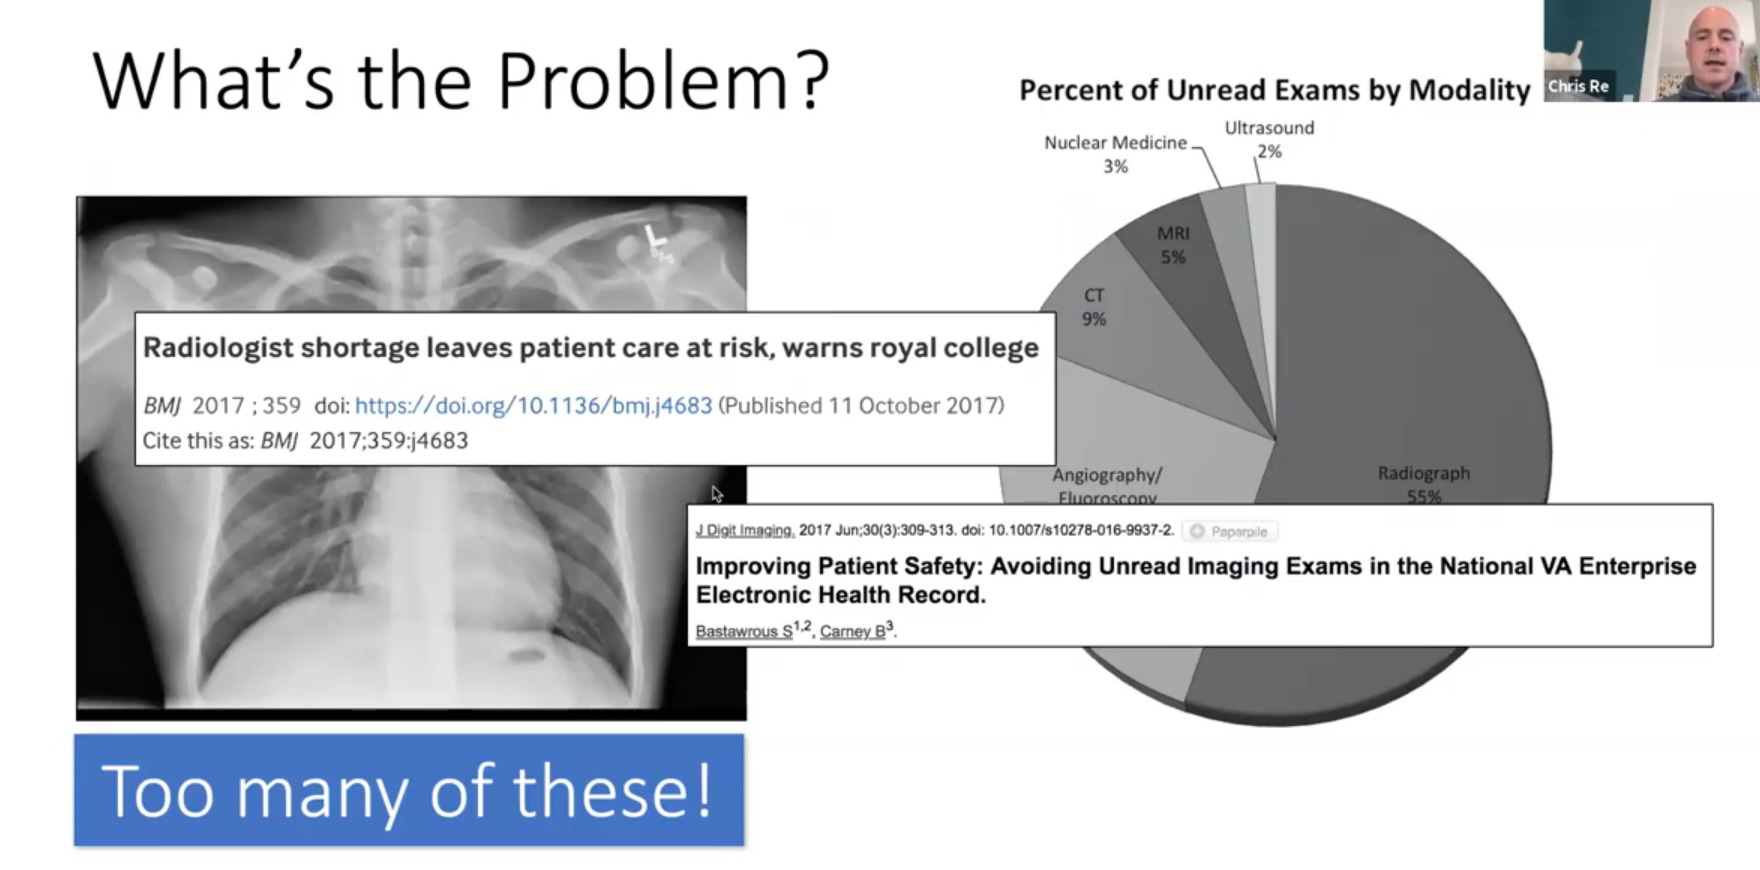 What's the Problem?
Chris Re
Percent of Unread Exams by Modality
Ultrasound
2%
Nuclear Medicine
3%
MRI
5%
CT
9%
Angiography/
Fluoroscopy
Radiograph
55%
L
Radiologist shortage leaves patient care at risk, warns royal college
BMJ 2017 ; 359 doi: https://doi.org/10.1136/bmj.j4683 (Published 11 October 2017)
Cite this as: BMJ 2017;359:j4683
J Digit Imaging. 2017 Jun;30(3):309-313. doi: 10.1007/s10278-016-9937-2.
Paperpile
Improving Patient Safety: Avoiding Unread Imaging Exams in the National VA Enterprise
Electronic Health Record.
Bastawrous S1,2, Carney B3.
Too many of these!